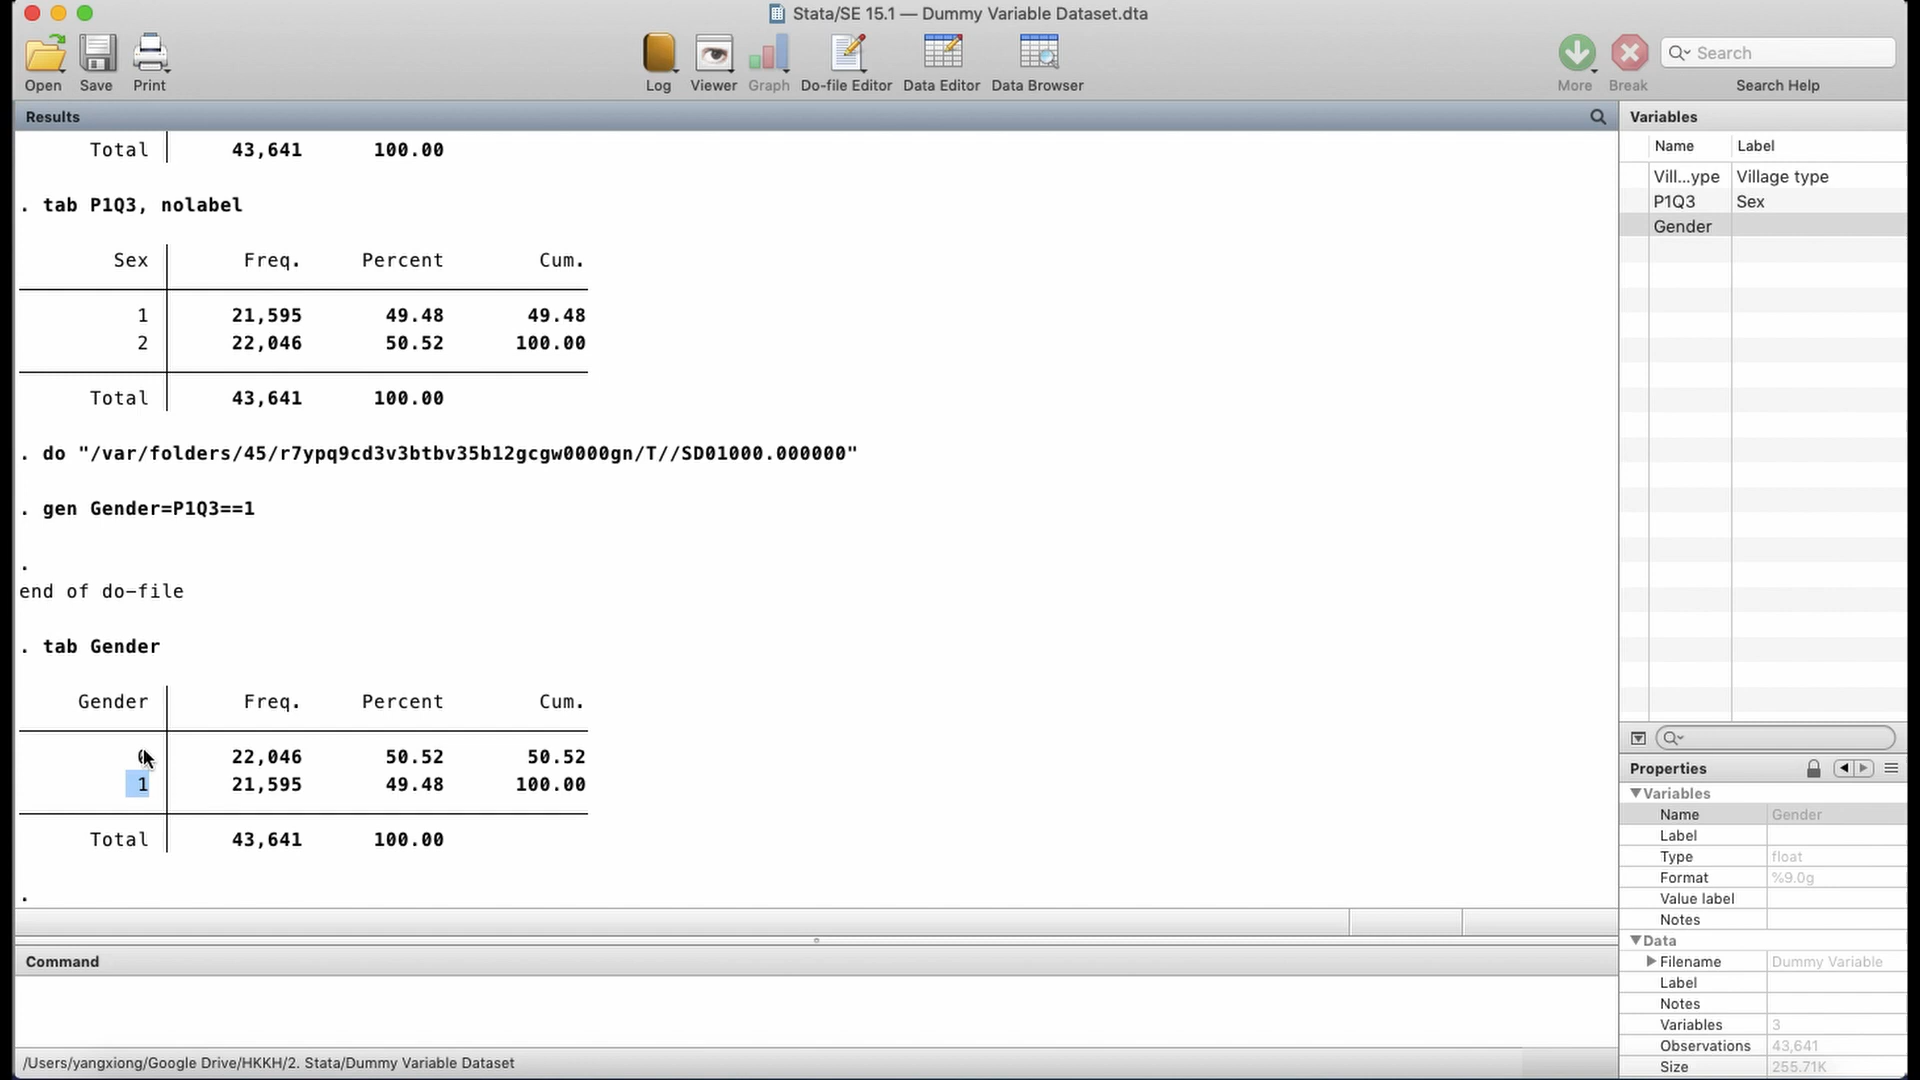 Stata/SE 15.1 — Dummy Variable Dataset.dta
Open Save Print Log Viewer Graph Do-file Editor Data Editor Data Browser More Break Search
Search Help
Results
Total 43,641 100.00
. tab P1Q3, nolabel
Sex Freq. Percent Cum.
1 21,595 49.48 49.48
2 22,046 50.52 100.00
Total 43,641 100.00
. do "/var/folders/45/r7ypq9cd3v3btbv35b12gcgw0000gn/T//SD01000.000000"
. gen Gender=P1Q3==1
.
end of do-file
. tab Gender
Gender Freq. Percent Cum.
0 22,046 50.52 50.52
1 21,595 49.48 100.00
Total 43,641 100.00
.
Command
/Users/yangxiong/Google Drive/HKKH/2. Stata/Dummy Variable Dataset
Variables
Name Label
Vill...ype Village type
P1Q3 Sex
Gender
Properties
Variables
Name Gender
Label
Type float
Format %9.0g
Value label
Notes
Data
Filename Dummy Variable
Label
Notes
Variables 3
Observations 43,641
Size 255.71K